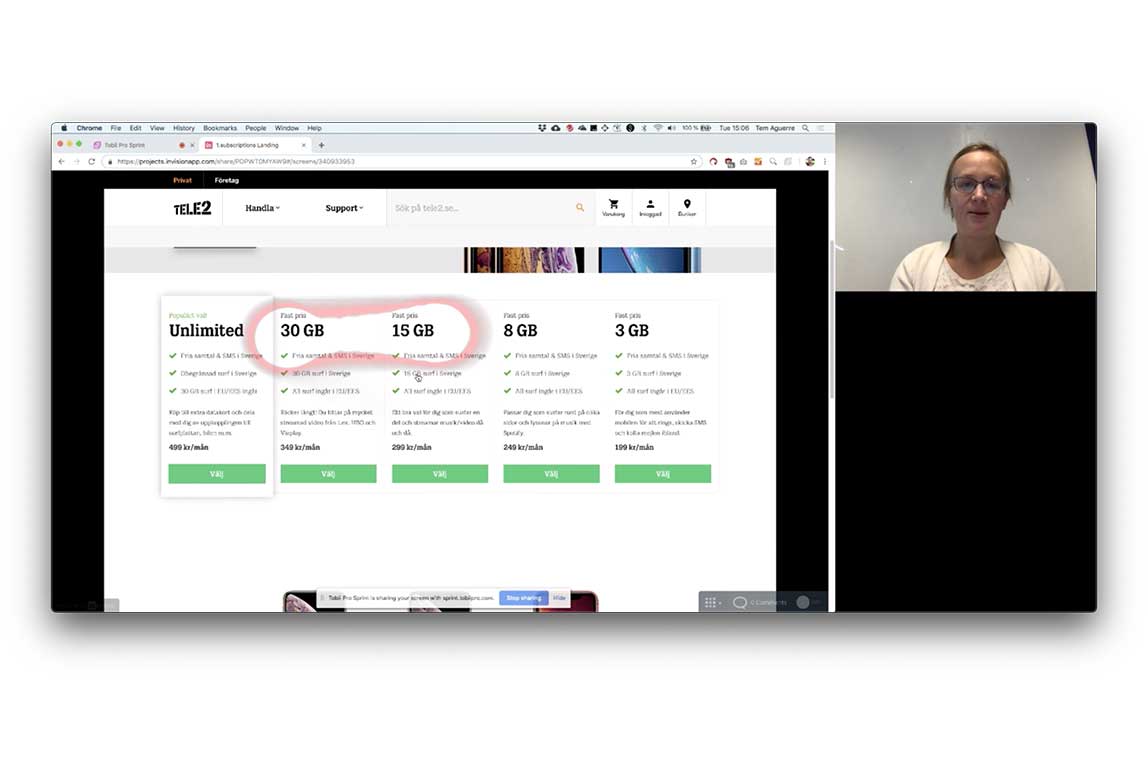 Chrome File Edit View History Bookmarks People Window Help
100 % Tue 15:06 Tem Aguerre
Tobii Pro Sprint
1.subscriptions Landing
https://projects.invisionapp.com/share/PDPWT0MYAW9#/screens/340933953
Privat Företag
TELE2 Handla Support Sök på tele2.se... Varukorg Inloggad Butiker
Populärt val
Unlimited
Fria samtal & SMS i Sverige
Obegränsad surf i Sverige
30 GB surf i EU/EES ingår
Köp till extra datakort och dela
med dig av uppkopplingen till
surfplattan, bilen m.m.
499 kr/mån
Välj
Fast pris
30 GB
Fria samtal & SMS i Sverige
30 GB surf i Sverige
All surf ingår i EU/EES
Räcker långt! Du tittar på mycket
streamad video från t.ex. HBO och
Viaplay.
349 kr/mån
Välj
Fast pris
15 GB
Fria samtal & SMS i Sverige
15 GB surf i Sverige
All surf ingår i EU/EES
Ett bra val för dig som surfar en
del och streamar musik/video då
och då.
299 kr/mån
Välj
Fast pris
8 GB
Fria samtal & SMS i Sverige
8 GB surf i Sverige
All surf ingår i EU/EES
Passar dig som surfar runt på olika
sidor och lyssnar på musik med
Spotify.
249 kr/mån
Välj
Fast pris
3 GB
Fria samtal & SMS i Sverige
3 GB surf i Sverige
All surf ingår i EU/EES
För dig som mest använder
mobilen för att ringa, skicka SMS
och kolla mejlen ibland.
199 kr/mån
Välj
Tobii Pro Sprint is sharing your screen with sprint.tobiipro.com. Stop sharing Hide
0 Comments